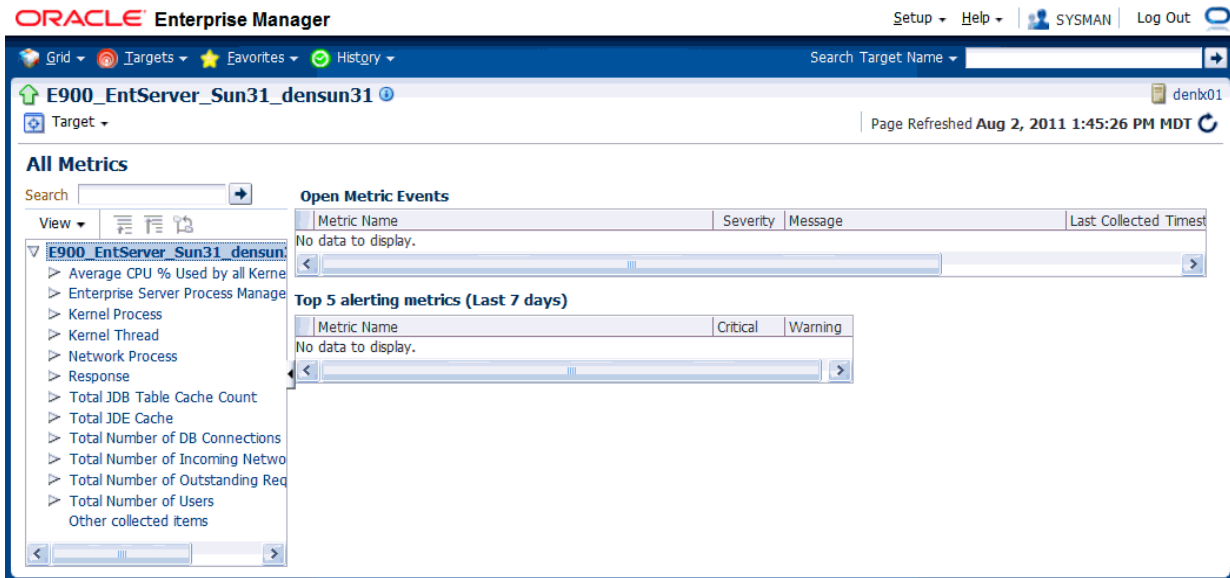 ORACLE Enterprise Manager
Setup Help SYSMAN Log Out
Grid Targets Favorites History Search Target Name
E900_EntServer_Sun31_densun31 denlx01
Target Page Refreshed Aug 2, 2011 1:45:26 PM MDT
All Metrics
Search
View
E900_EntServer_Sun31_densun
Average CPU % Used by all Kerne
Enterprise Server Process Manage
Kernel Process
Kernel Thread
Network Process
Response
Total JDB Table Cache Count
Total JDE Cache
Total Number of DB Connections
Total Number of Incoming Netwo
Total Number of Outstanding Req
Total Number of Users
Other collected items
Open Metric Events
Metric Name Severity Message Last Collected Timest
No data to display.
Top 5 alerting metrics (Last 7 days)
Metric Name Critical Warning
No data to display.